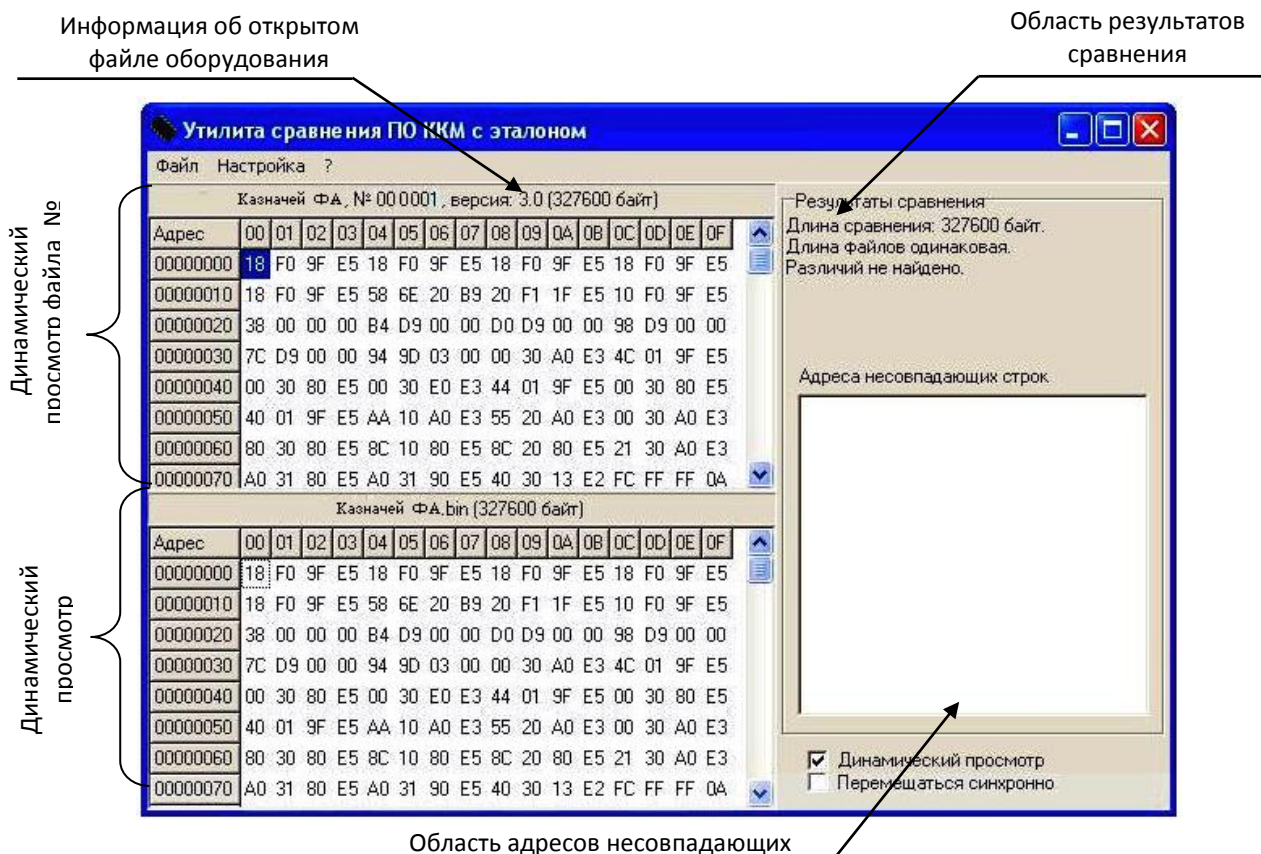 Информация об открытом
файле оборудования
Область результатов
сравнения
Утилита сравнения ПО ККМ с эталоном
Файл Настройка ?
Казначей ФА, № 000001, версия: 3.0 (327600 байт)
Адрес 00 01 02 03 04 05 06 07 08 09 0A 0B 0C 0D 0E 0F
00000000 18 F0 9F E5 18 F0 9F E5 18 F0 9F E5 18 F0 9F E5
00000010 18 F0 9F E5 58 6E 20 B9 20 F1 1F E5 10 F0 9F E5
00000020 38 00 00 00 B4 D9 00 00 D0 D9 00 00 98 D9 00 00
00000030 7C D9 00 00 94 9D 03 00 00 30 A0 E3 4C 01 9F E5
00000040 00 30 80 E5 00 30 E0 E3 44 01 9F E5 00 30 80 E5
00000050 40 01 9F E5 AA 10 A0 E3 55 20 A0 E3 00 30 A0 E3
00000060 80 30 80 E5 8C 10 80 E5 8C 20 80 E5 21 30 A0 E3
00000070 A0 31 80 E5 A0 31 90 E5 40 30 13 E2 FC FF FF 0A
Казначей ФА.bin (327600 байт)
Адрес 00 01 02 03 04 05 06 07 08 09 0A 0B 0C 0D 0E 0F
00000000 18 F0 9F E5 18 F0 9F E5 18 F0 9F E5 18 F0 9F E5
00000010 18 F0 9F E5 58 6E 20 B9 20 F1 1F E5 10 F0 9F E5
00000020 38 00 00 00 B4 D9 00 00 D0 D9 00 00 98 D9 00 00
00000030 7C D9 00 00 94 9D 03 00 00 30 A0 E3 4C 01 9F E5
00000040 00 30 80 E5 00 30 E0 E3 44 01 9F E5 00 30 80 E5
00000050 40 01 9F E5 AA 10 A0 E3 55 20 A0 E3 00 30 A0 E3
00000060 80 30 80 E5 8C 10 80 E5 8C 20 80 E5 21 30 A0 E3
00000070 A0 31 80 E5 A0 31 90 E5 40 30 13 E2 FC FF FF 0A
Результаты сравнения
Длина сравнения: 327600 байт.
Длина файлов одинаковая.
Различий не найдено.
Адреса несовпадающих строк
Динамический просмотр
Перемещаться синхронно
Динамический
просмотр файла №
Динамический
просмотр
Область адресов несовпадающих